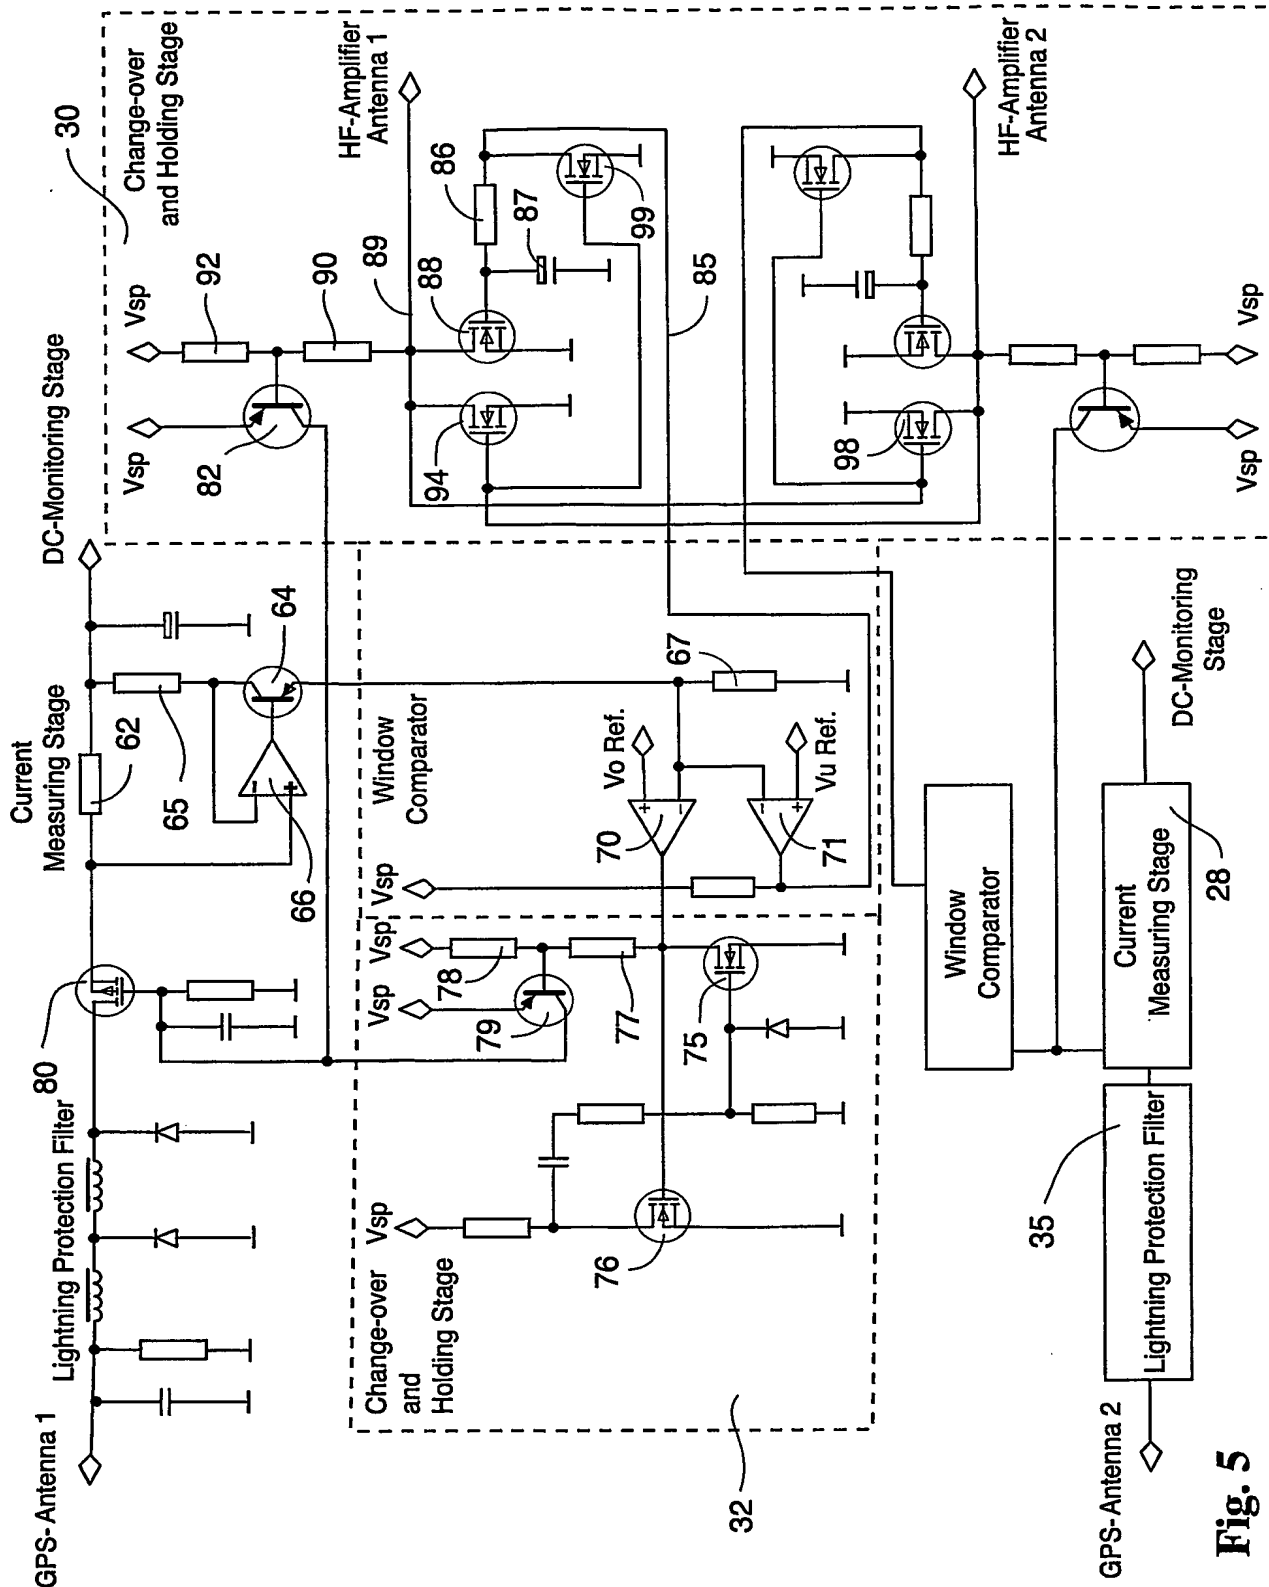 GPS-Antenna 1
Lightning Protection Filter
80
Current
Measuring Stage
62
65
66
64
DC-Monitoring Stage
30
Change-over
and Holding Stage
Vsp
Vsp
92
82
90
89
HF-Amplifier
Antenna 1
94
88
86
87
99
85
Change-over
and
Holding Stage
32
Vsp
76
Vsp
Vsp
78
79
77
75
Window
Comparator
Vsp
70
71
Vo Ref.
Vu Ref.
67
98
HF-Amplifier
Antenna 2
Vsp
Vsp
Window
Comparator
GPS-Antenna 2
Lightning Protection Filter
35
Current
Measuring Stage
28
DC-Monitoring
Stage
Fig. 5